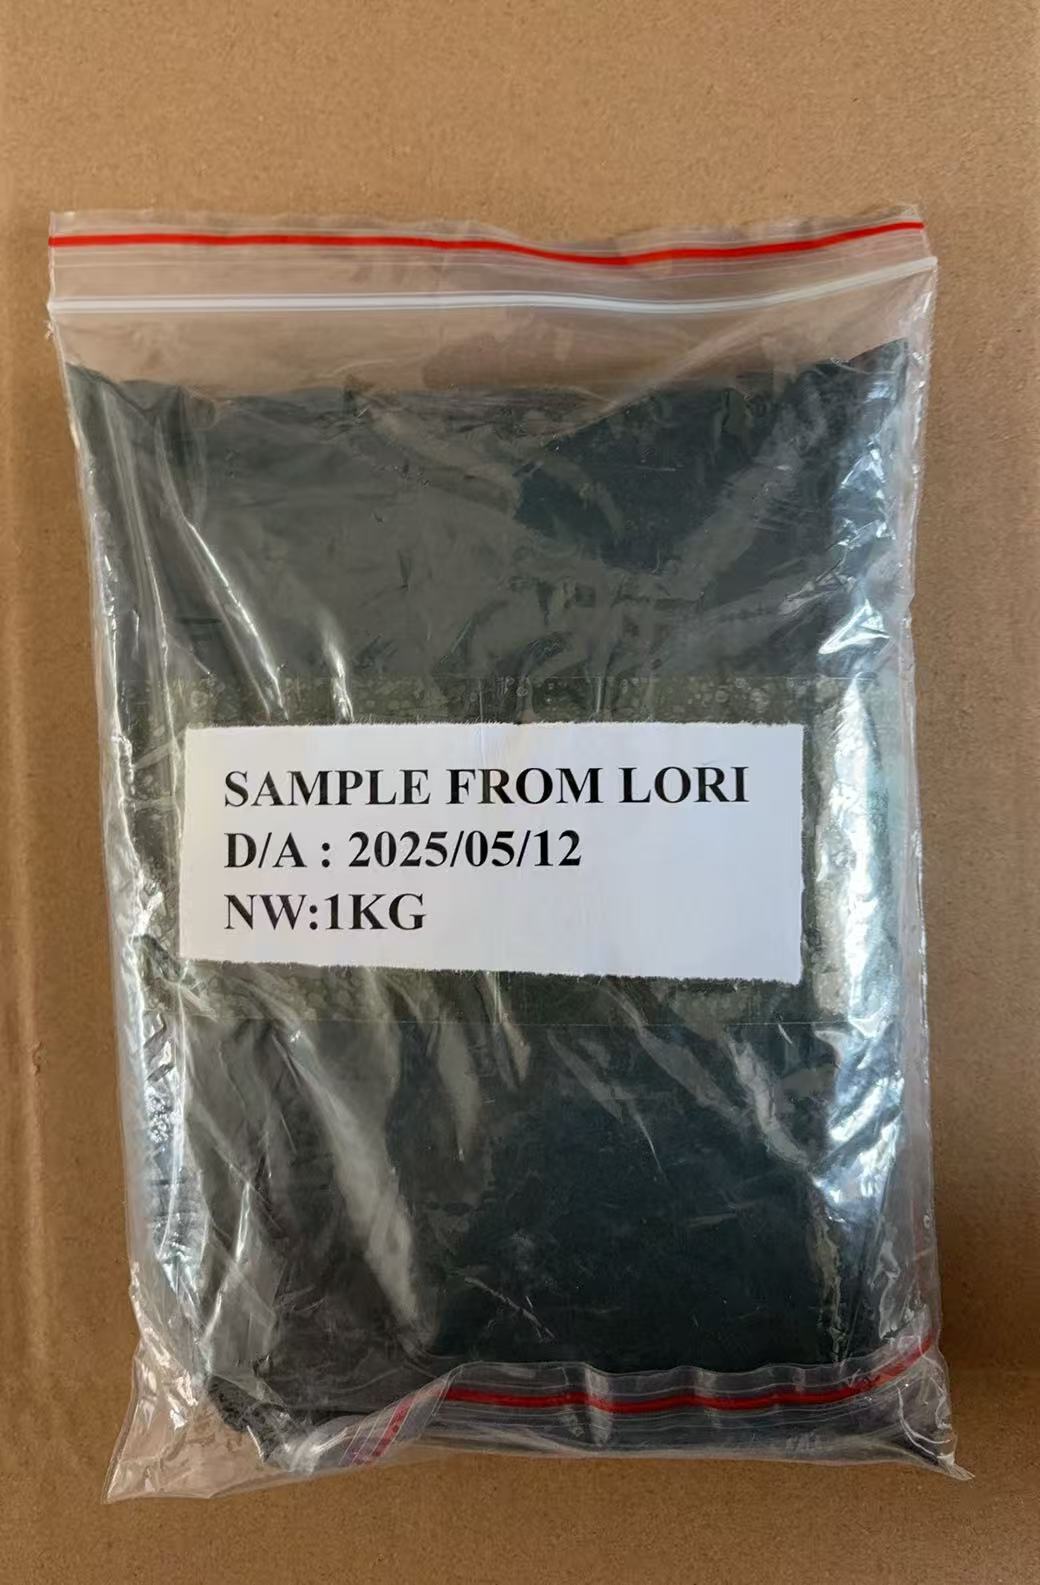 SAMPLE FROM LORI
D/A : 2025/05/12
NW:1KG